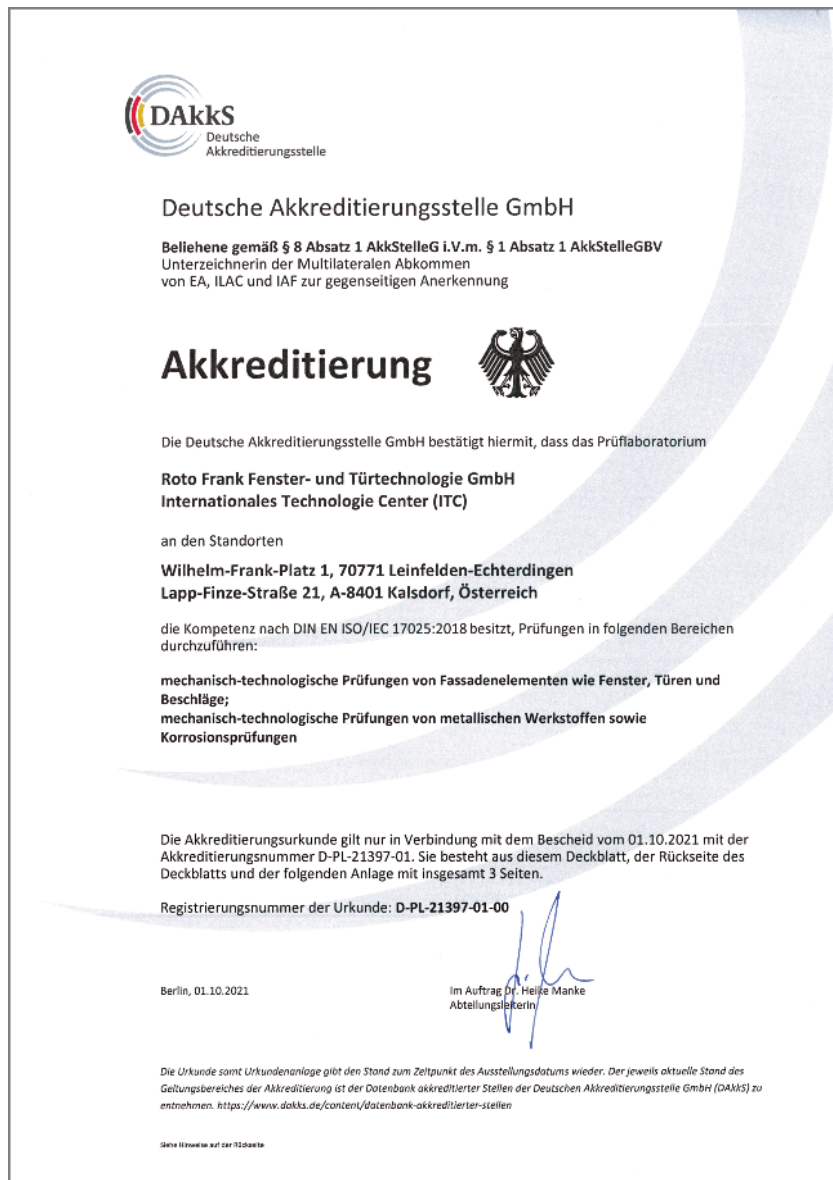 DAkkS
Deutsche
Akkreditierungsstelle
Deutsche Akkreditierungsstelle GmbH
Beliehene gemäß § 8 Absatz 1 AkkStelleG i.V.m. § 1 Absatz 1 AkkStelleGBV
Unterzeichnerin der Multilateralen Abkommen
von EA, ILAC und IAF zur gegenseitigen Anerkennung
Akkreditierung
Die Deutsche Akkreditierungsstelle GmbH bestätigt hiermit, dass das Prüflaboratorium
Roto Frank Fenster- und Türtechnologie GmbH
Internationales Technologie Center (ITC)
an den Standorten
Wilhelm-Frank-Platz 1, 70771 Leinfelden-Echterdingen
Lapp-Finze-Straße 21, A-8401 Kalsdorf, Österreich
die Kompetenz nach DIN EN ISO/IEC 17025:2018 besitzt, Prüfungen in folgenden Bereichen
durchzuführen:
mechanisch-technologische Prüfungen von Fassadenelementen wie Fenster, Türen und
Beschläge;
mechanisch-technologische Prüfungen von metallischen Werkstoffen sowie
Korrosionsprüfungen
Die Akkreditierungsurkunde gilt nur in Verbindung mit dem Bescheid vom 01.10.2021 mit der
Akkreditierungsnummer D-PL-21397-01. Sie besteht aus diesem Deckblatt, der Rückseite des
Deckblatts und der folgenden Anlage mit insgesamt 3 Seiten.
Registrierungsnummer der Urkunde: D-PL-21397-01-00
Berlin, 01.10.2021
Im Auftrag Dr. Heike Manke
Abteilungsleiterin
Die Urkunde samt Urkundenanlage gibt den Stand zum Zeitpunkt des Ausstellungsdatums wieder. Der jeweils aktuelle Stand des
Geltungsbereiches der Akkreditierung ist der Datenbank akkreditierter Stellen der Deutschen Akkreditierungsstelle GmbH (DAkkS) zu
entnehmen. https://www.dakks.de/content/datenbank-akkreditierter-stellen
Siehe Hinweise auf der Rückseite